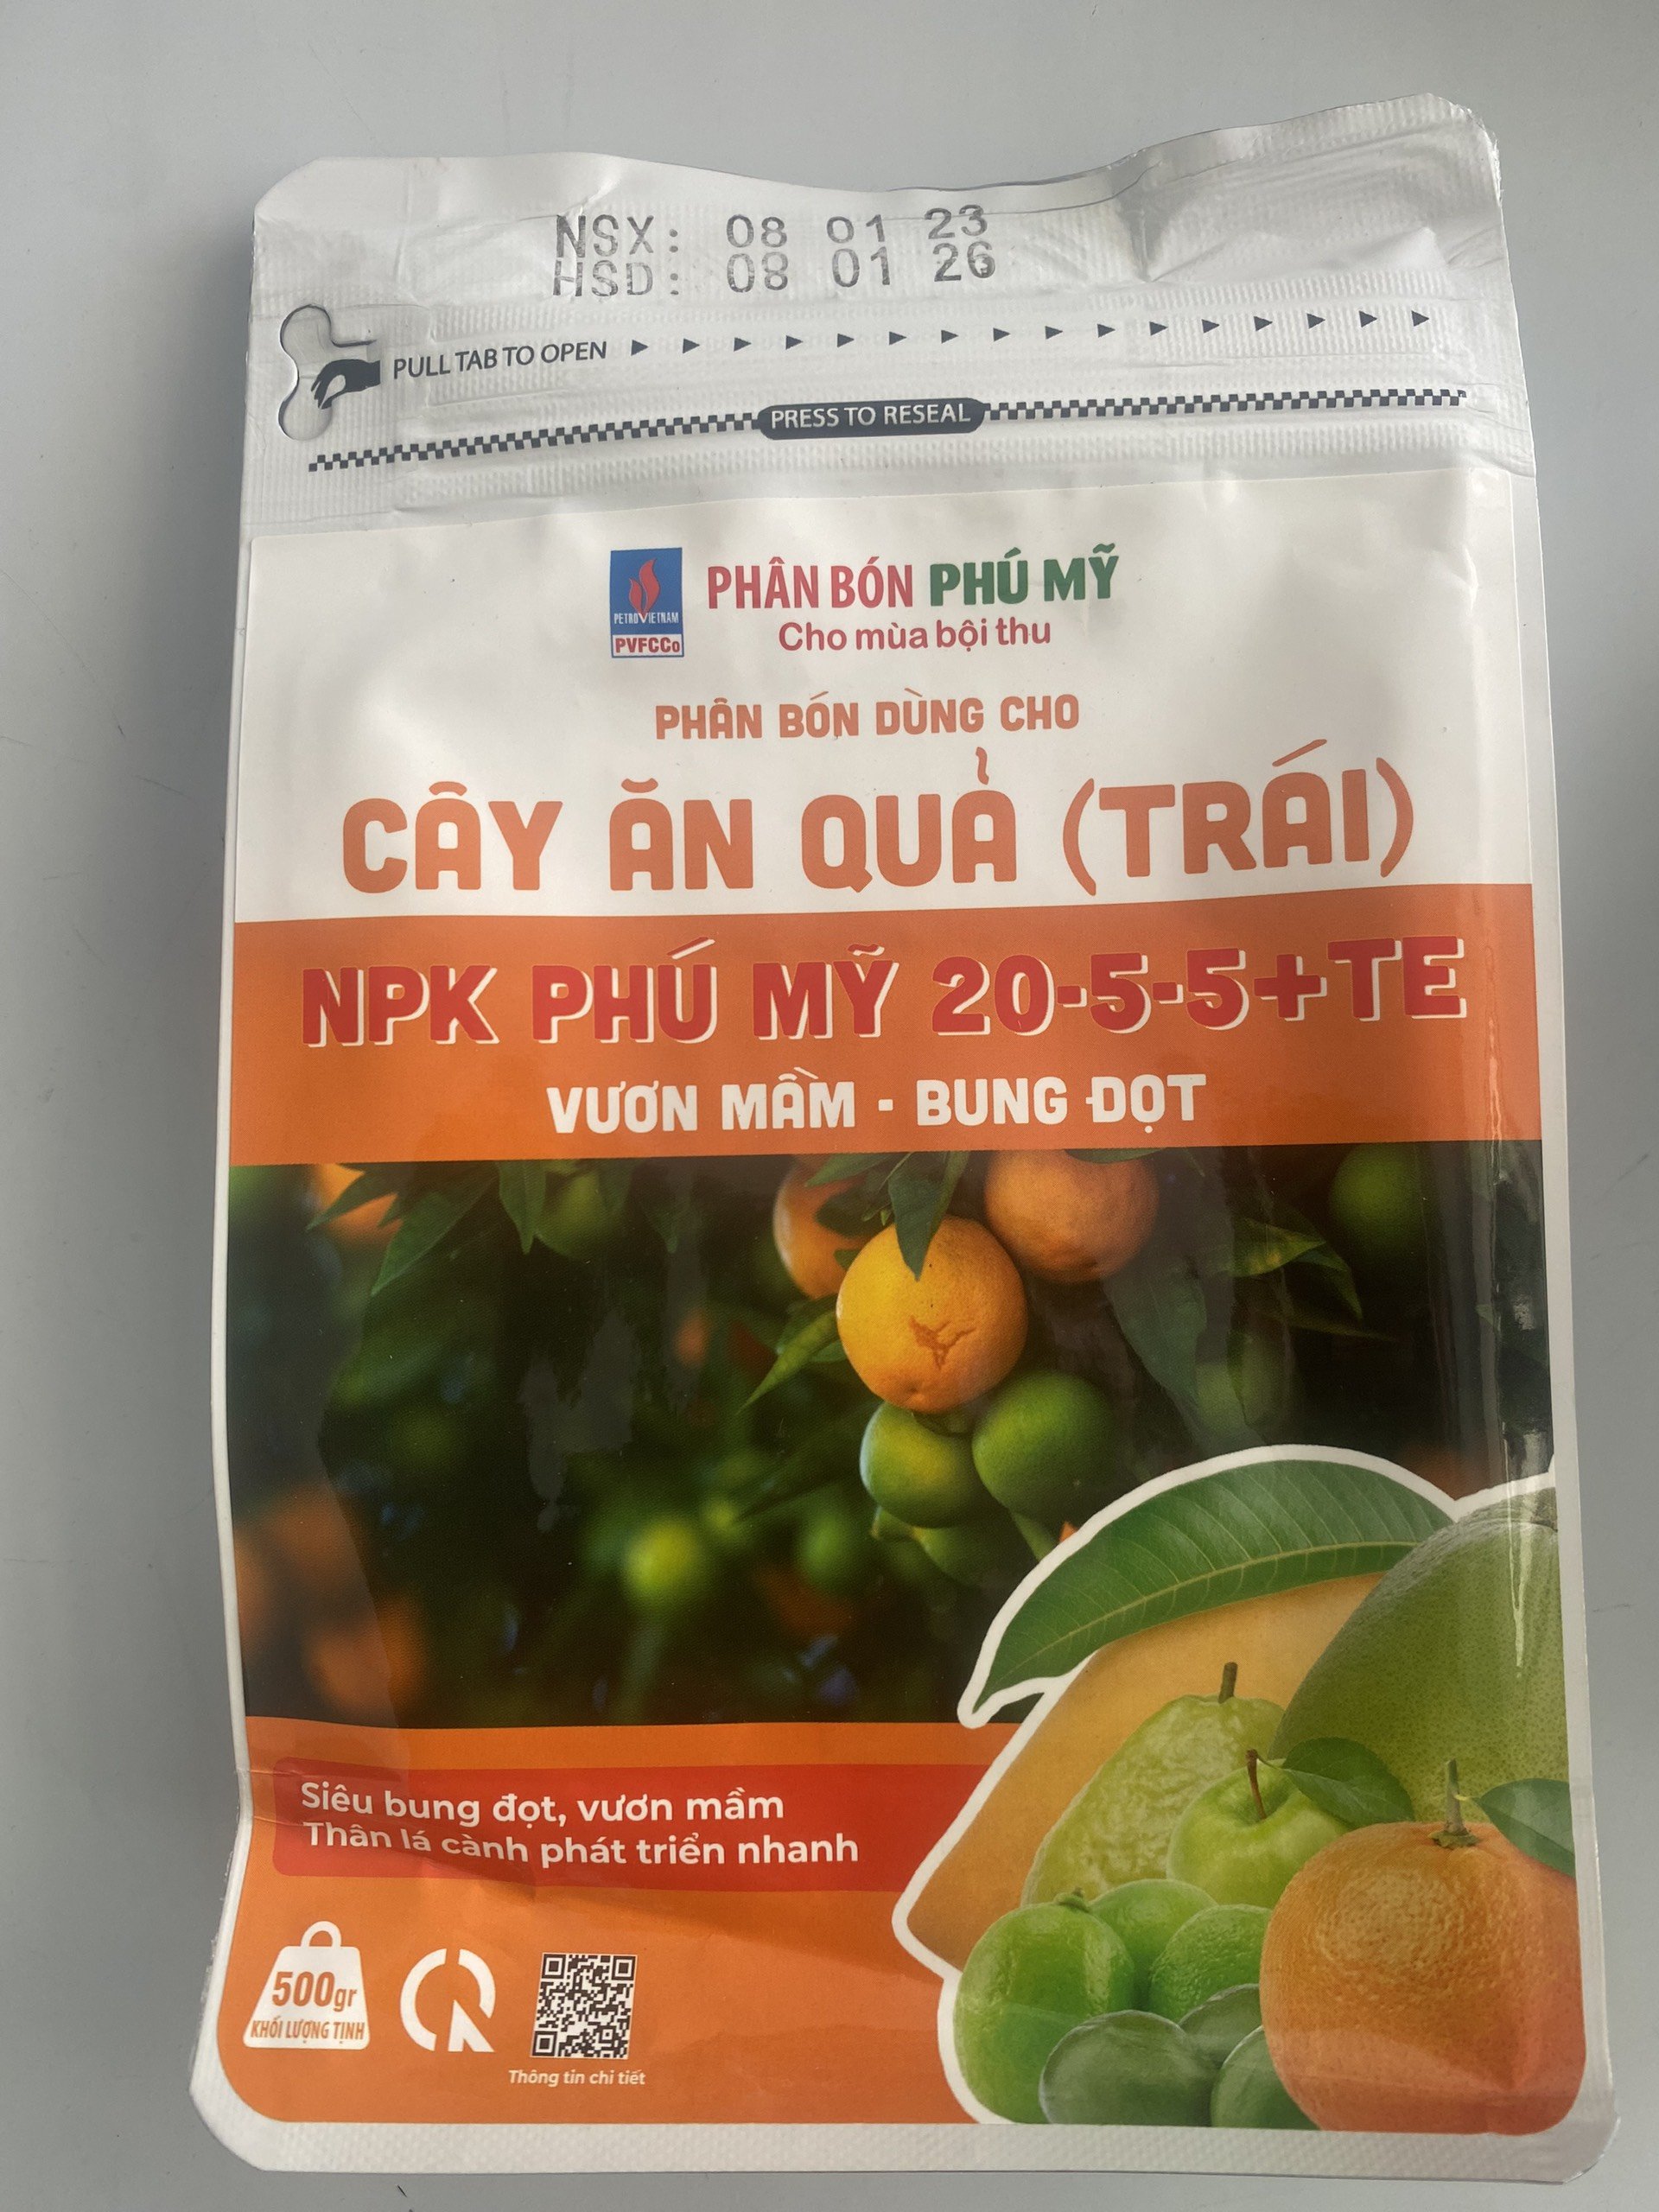 NSX: 08 01 23
HSD: 08 01 26
PULL TAB TO OPEN
PRESS TO RESEAL
PETROVIETNAM
PVFCCo
PHÂN BÓN PHÚ MỸ
Cho mùa bội thu
PHÂN BÓN DÙNG CHO
CÂY ĂN QUẢ (TRÁI)
NPK PHÚ MỸ 20-5-5+TE
VƯƠN MẦM - BUNG ĐỌT
Siêu bung đọt, vươn mầm
Thân lá cành phát triển nhanh
500gr
KHỐI LƯỢNG TỊNH
Thông tin chi tiết